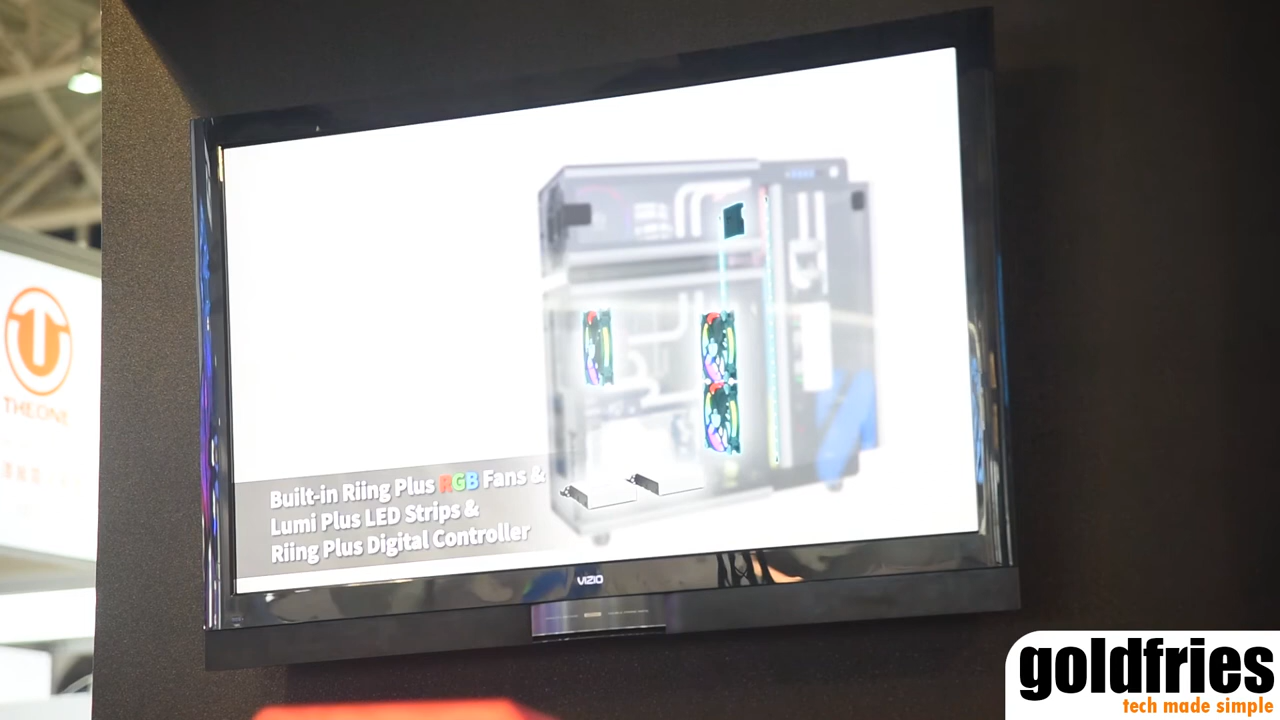 THEONE
Built-in Riing Plus RGB Fans &
Lumi Plus LED Strips &
Riing Plus Digital Controller
VIZIO
goldfries
tech made simple